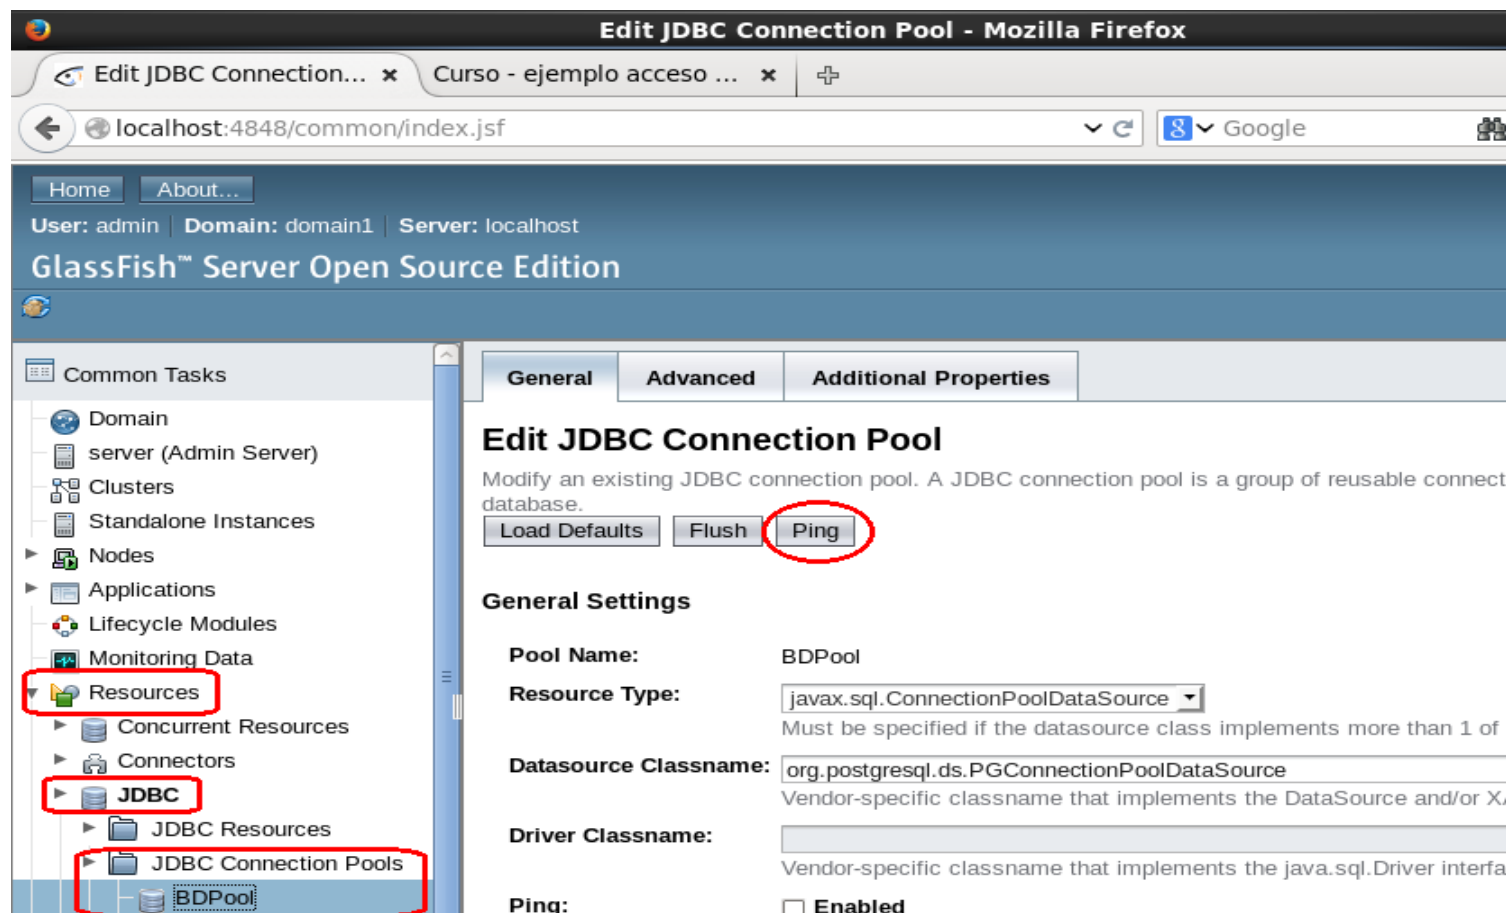 Edit JDBC Connection Pool - Mozilla Firefox
Edit JDBC Connection... × Curso - ejemplo acceso ... ×
localhost:4848/common/index.jsf 8 Google
Home About...
User: admin Domain: domain1 Server: localhost
GlassFish™ Server Open Source Edition
Common Tasks
Domain
server (Admin Server)
Clusters
Standalone Instances
Nodes
Applications
Lifecycle Modules
Monitoring Data
Resources
Concurrent Resources
Connectors
JDBC
JDBC Resources
JDBC Connection Pools
BDPool
General Advanced Additional Properties
Edit JDBC Connection Pool
Modify an existing JDBC connection pool. A JDBC connection pool is a group of reusable connect
database.
Load Defaults Flush Ping
General Settings
Pool Name: BDPool
Resource Type: javax.sql.ConnectionPoolDataSource
Must be specified if the datasource class implements more than 1 of
Datasource Classname: org.postgresql.ds.PGConnectionPoolDataSource
Vendor-specific classname that implements the DataSource and/or XA
Driver Classname:
Vendor-specific classname that implements the java.sql.Driver interfa
Ping: Enabled